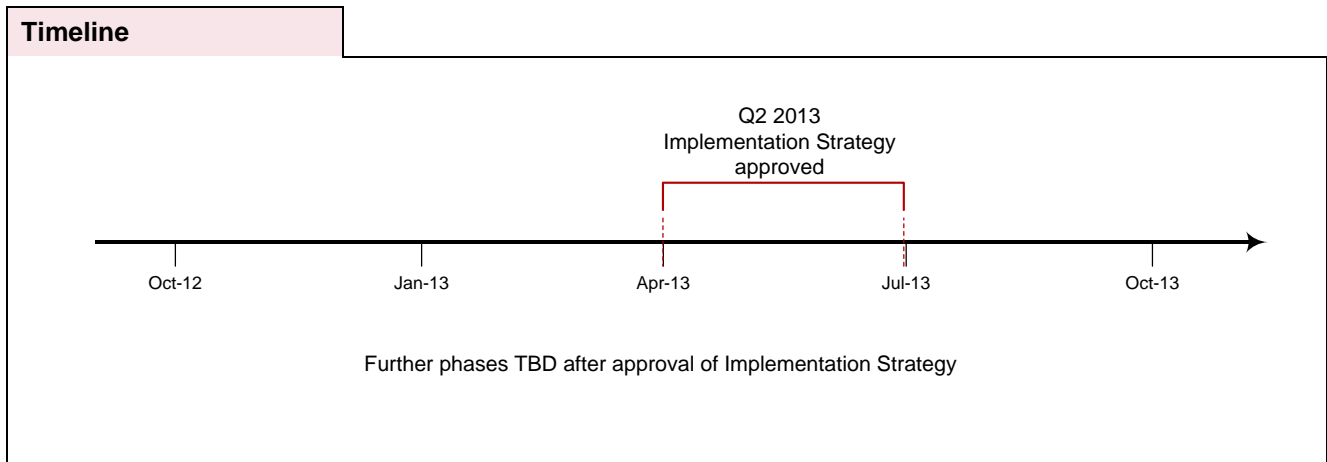 Timeline
Q2 2013
Implementation Strategy
approved
Oct-12
Jan-13
Apr-13
Jul-13
Oct-13
Further phases TBD after approval of Implementation Strategy